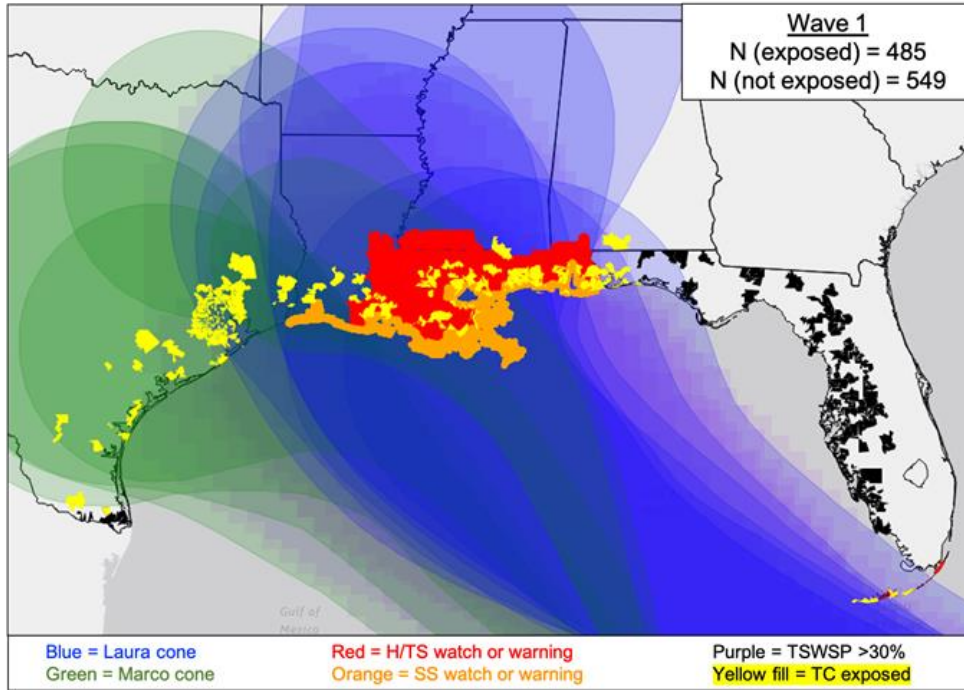 Wave 1
N (exposed) = 485
N (not exposed) = 549
Gulf of
Mexico
Blue = Laura cone
Red = H/TS watch or warning
Purple = TSWSP >30%
Green = Marco cone
Orange = SS watch or warning
Yellow fill = TC exposed